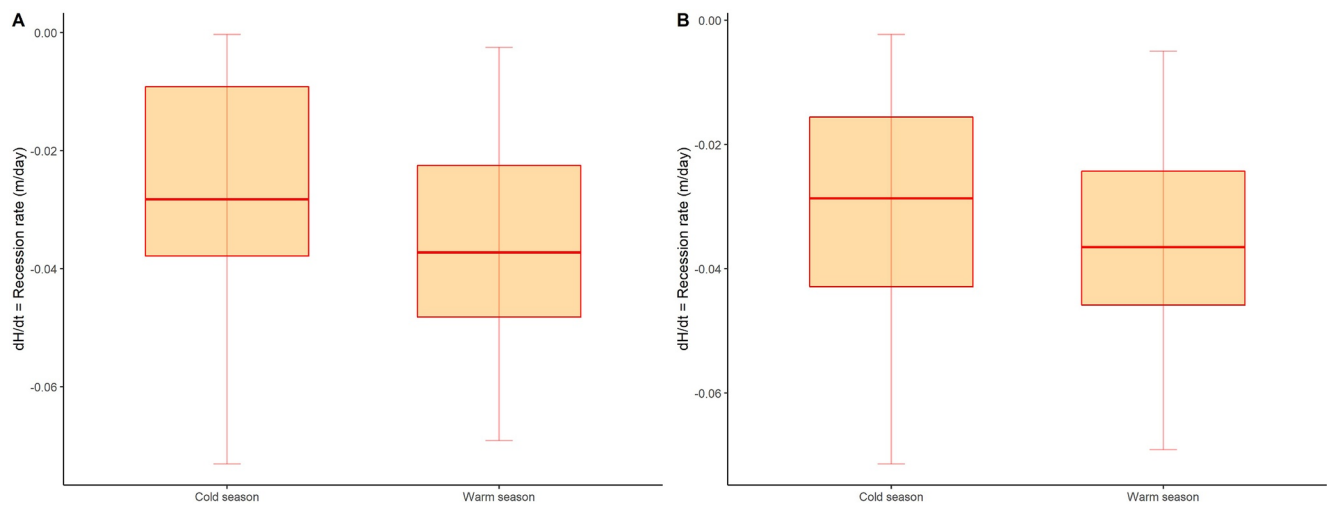 A
dH/dt = Recession rate (m/day)
0.00
-0.02
-0.04
-0.06
Cold season
Warm season
B
dH/dt = Recession rate (m/day)
0.00
-0.02
-0.04
-0.06
Cold season
Warm season